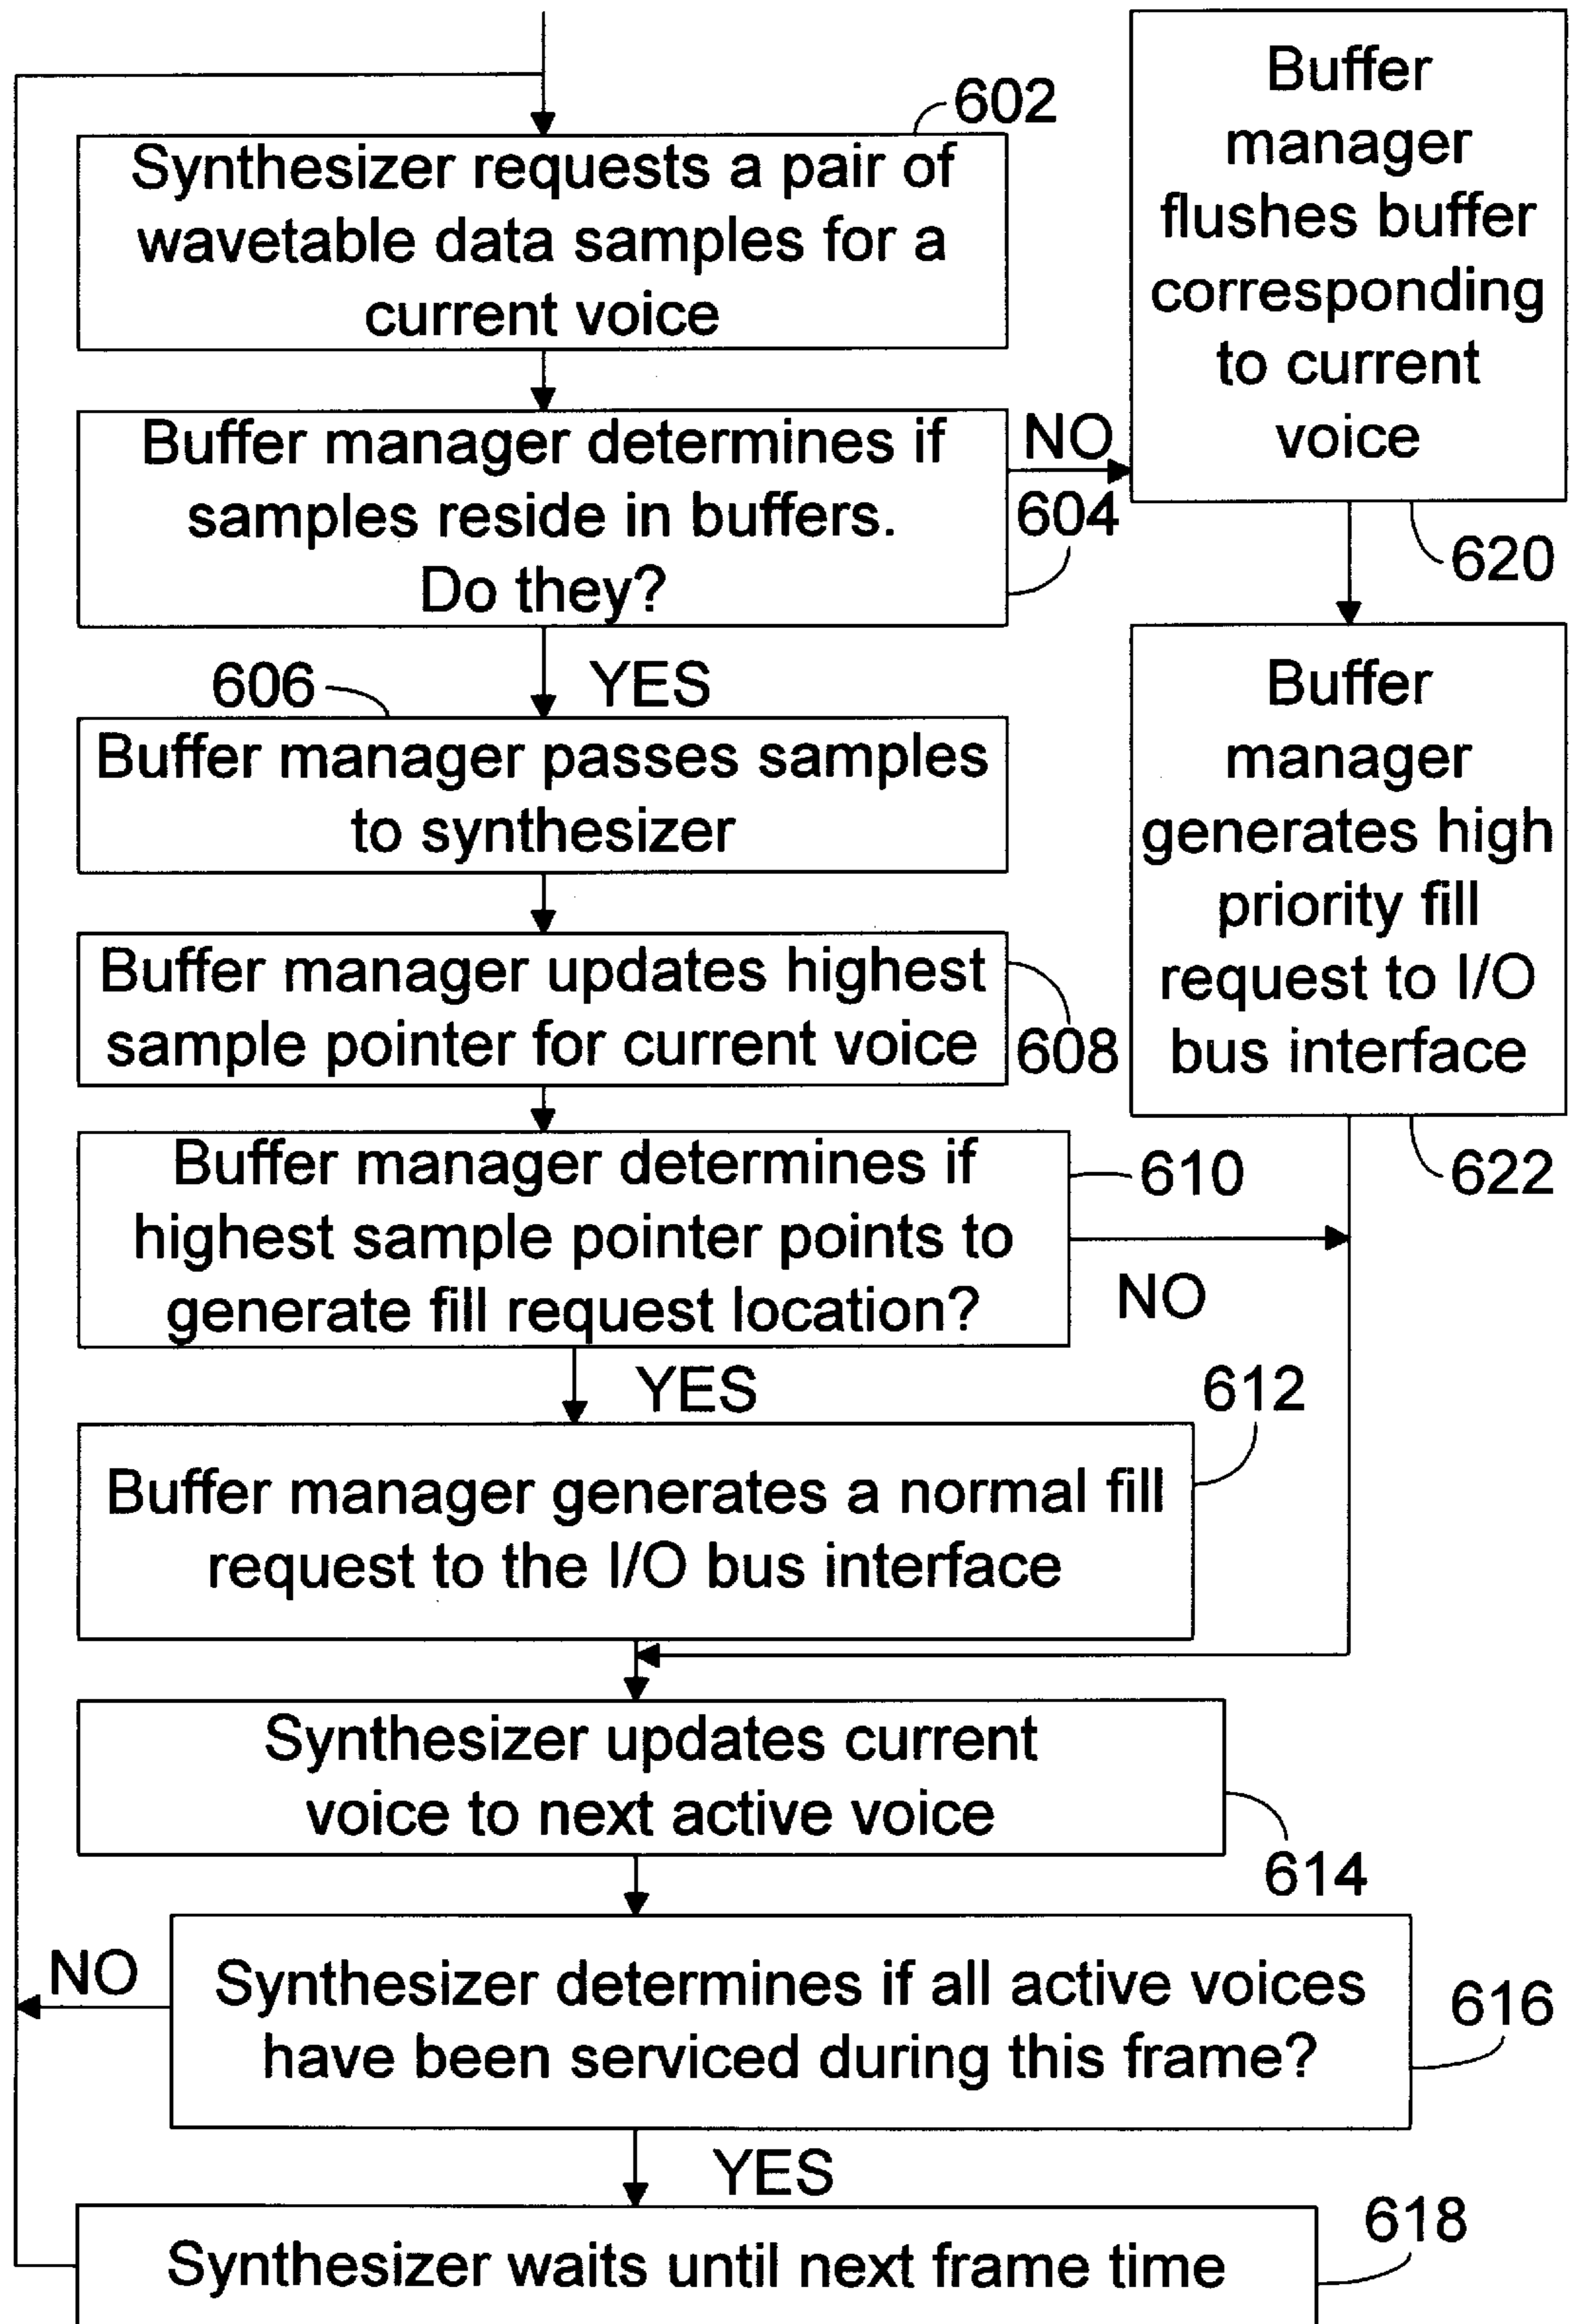 602
Synthesizer requests a pair of
wavetable data samples for a
current voice
Buffer manager determines if
samples reside in buffers.
Do they?
NO
604
YES
606
Buffer manager passes samples
to synthesizer
Buffer manager updates highest
sample pointer for current voice
608
Buffer manager determines if
highest sample pointer points to
generate fill request location?
610
NO
YES
612
Buffer manager generates a normal fill
request to the I/O bus interface
Synthesizer updates current
voice to next active voice
614
Synthesizer determines if all active voices
have been serviced during this frame?
616
NO
YES
618
Synthesizer waits until next frame time
Buffer
manager
flushes buffer
corresponding
to current
voice
620
Buffer
manager
generates high
priority fill
request to I/O
bus interface
622